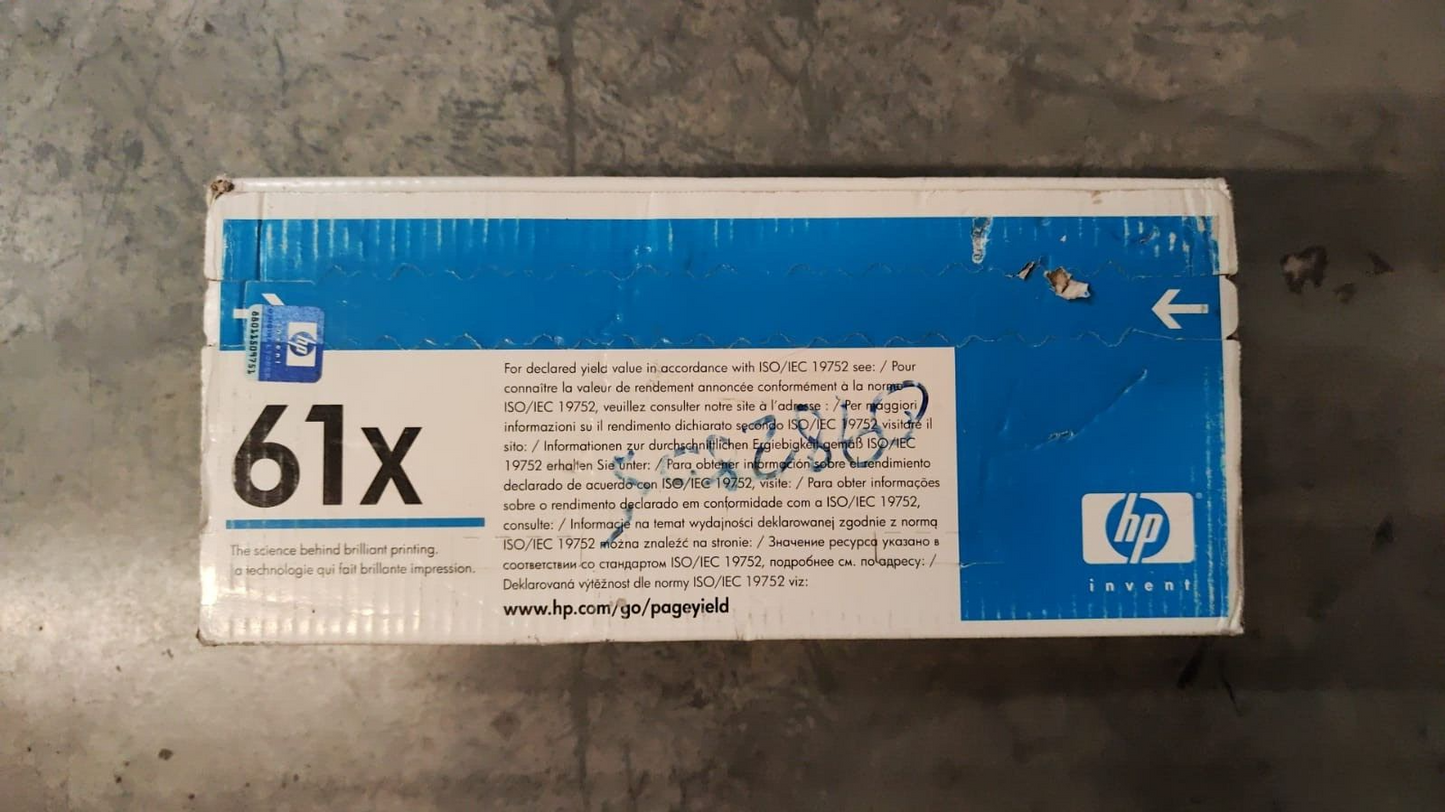 61x
The science behind brilliant printing.
La technologie qui fait brillante impression.
For declared yield value in accordance with ISO/IEC 19752 see: / Pour
connaître la valeur de rendement annoncée conformément à la norme
ISO/IEC 19752, veuillez consulter notre site à l'adresse : / Per maggiori
informazioni su il rendimento dichiarato secondo ISO/IEC 19752 visitare il
sito: / Informationen zur durchschnittlichen Ergiebigkeit gemäß ISO/IEC
19752 erhalten Sie unter: / Para obtener información sobre el rendimiento
declarado de acuerdo con ISO/IEC 19752, visite: / Para obter informações
sobre o rendimento declarado em conformidade com a ISO/IEC 19752,
consulte: / Informacje na temat wydajności deklarowanej zgodnie z normą
ISO/IEC 19752 można znaleźć na stronie: / Значение ресурса указано в
соответствии со стандартом ISO/IEC 19752, подробнее см. по адресу: /
Deklarovaná výtěžnost dle normy ISO/IEC 19752 viz:
www.hp.com/go/pageyield
hp
invent
hp
invent